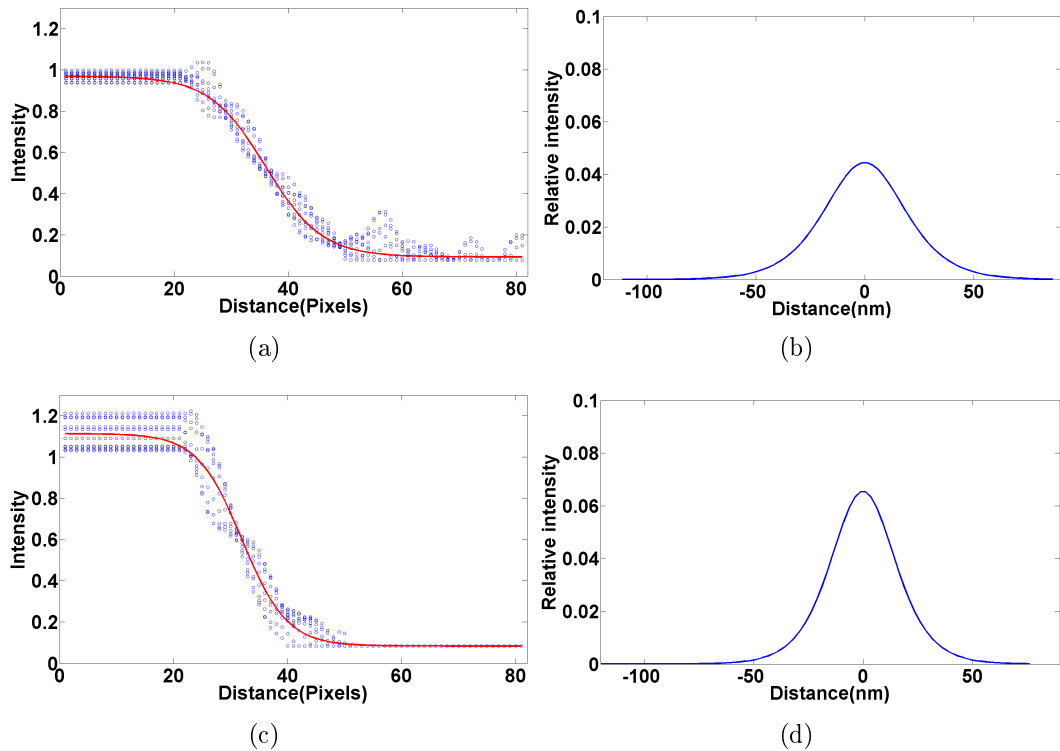 1.2
1
0.8
0.6
0.4
0.2
0
Intensity
0 20 40 60 80
Distance(Pixels)
(a)
0.1
0.08
0.06
0.04
0.02
0
Relative intensity
-100 -50 0 50
Distance(nm)
(b)
1.2
1
0.8
0.6
0.4
0.2
0
Intensity
0 20 40 60 80
Distance(Pixels)
(c)
0.1
0.08
0.06
0.04
0.02
0
Relative intensity
-100 -50 0 50
Distance(nm)
(d)